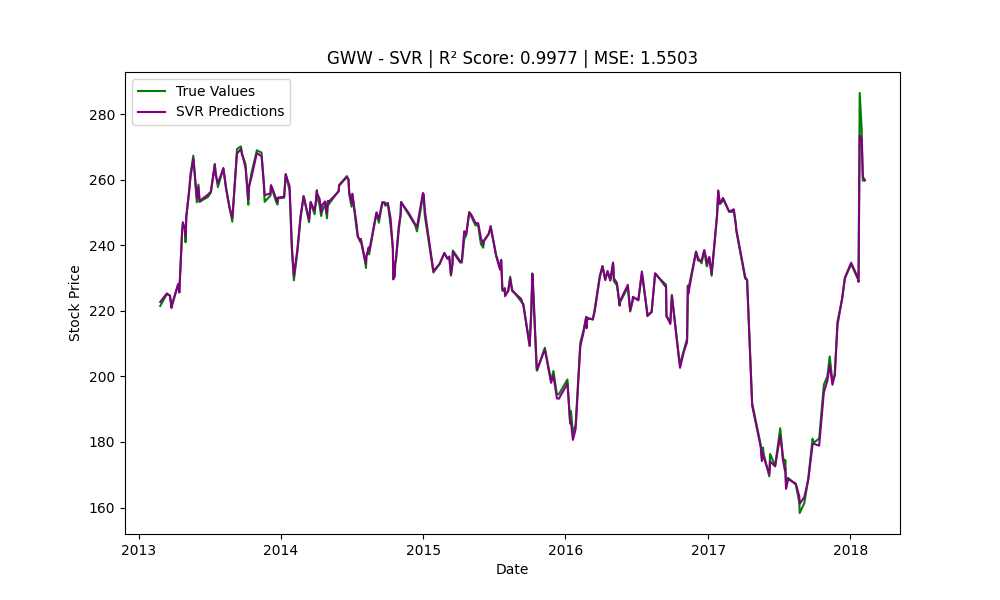 GWW - SVR | R² Score: 0.9977 | MSE: 1.5503
True Values
SVR Predictions
Stock Price
280
260
240
220
200
180
160
2013
2014
2015
2016
2017
2018
Date